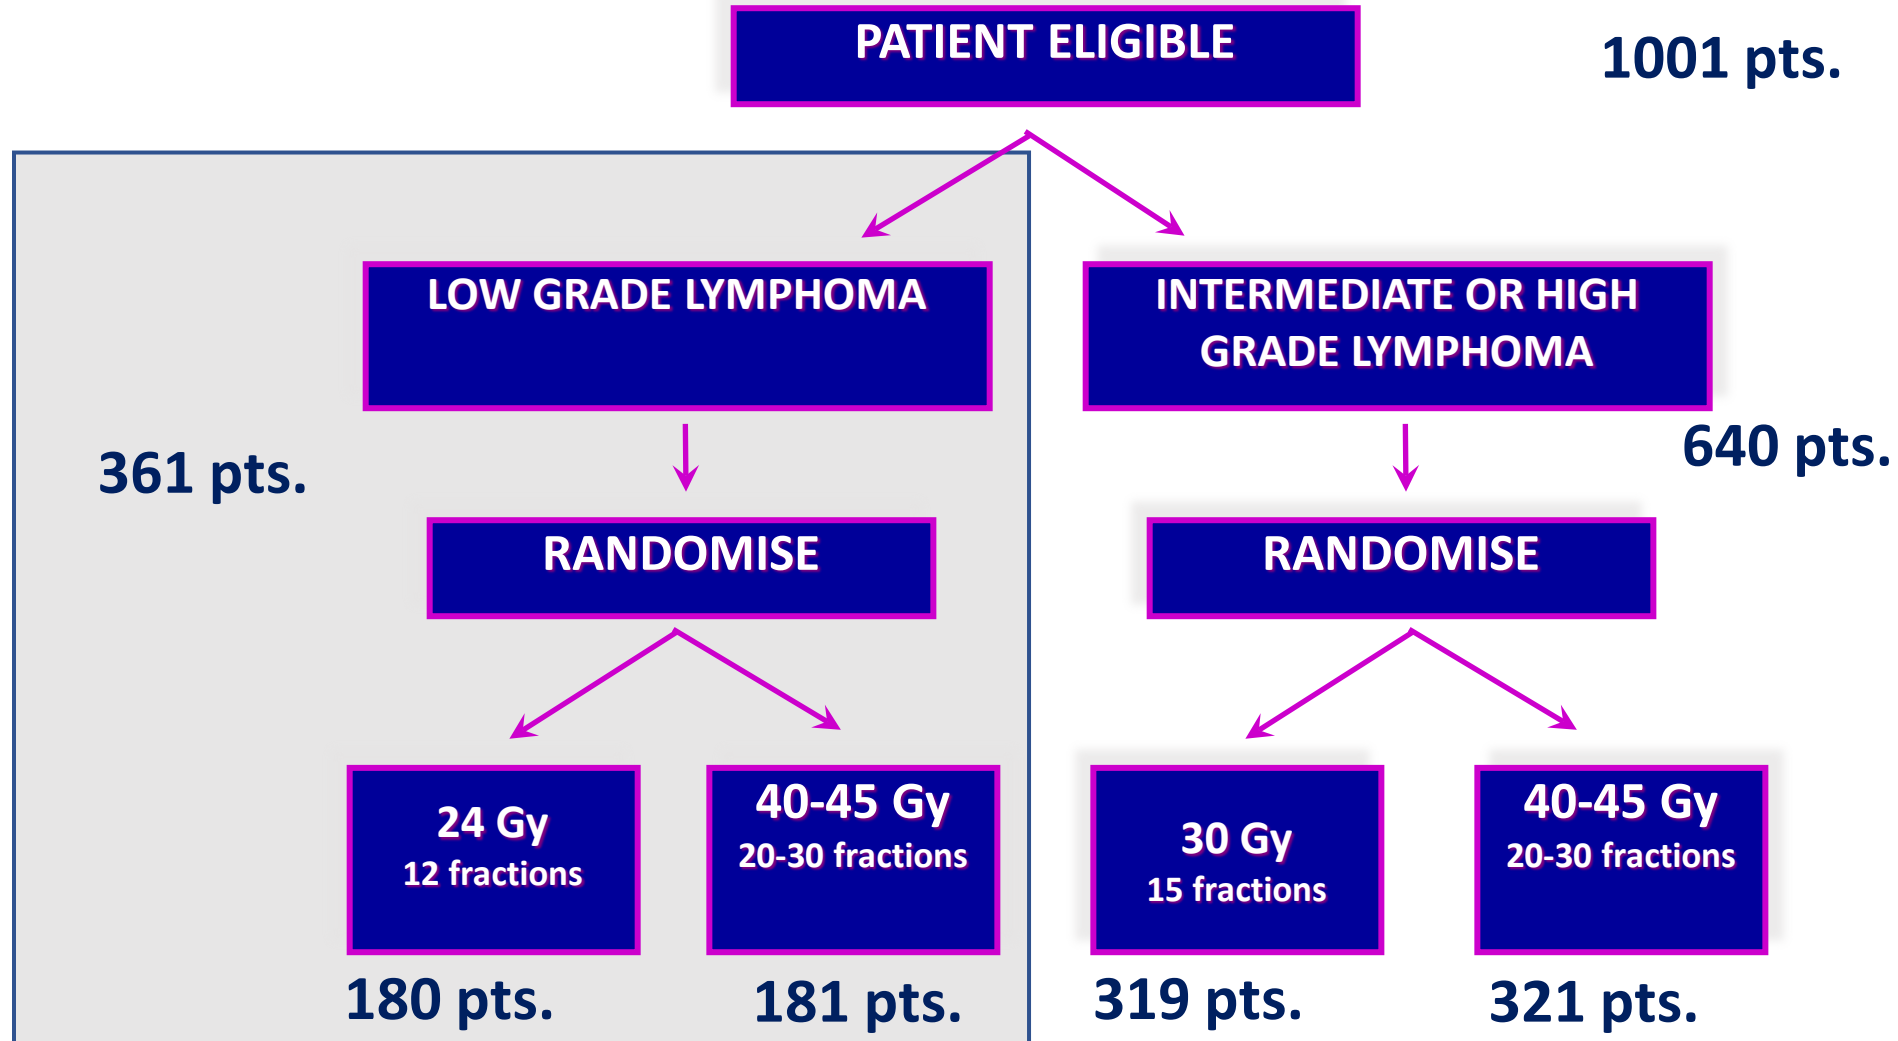 PATIENT ELIGIBLE
1001 pts.
LOW GRADE LYMPHOMA
INTERMEDIATE OR HIGH
GRADE LYMPHOMA
361 pts.
640 pts.
RANDOMISE
RANDOMISE
24 Gy
12 fractions
40-45 Gy
20-30 fractions
30 Gy
15 fractions
40-45 Gy
20-30 fractions
180 pts.
181 pts.
319 pts.
321 pts.